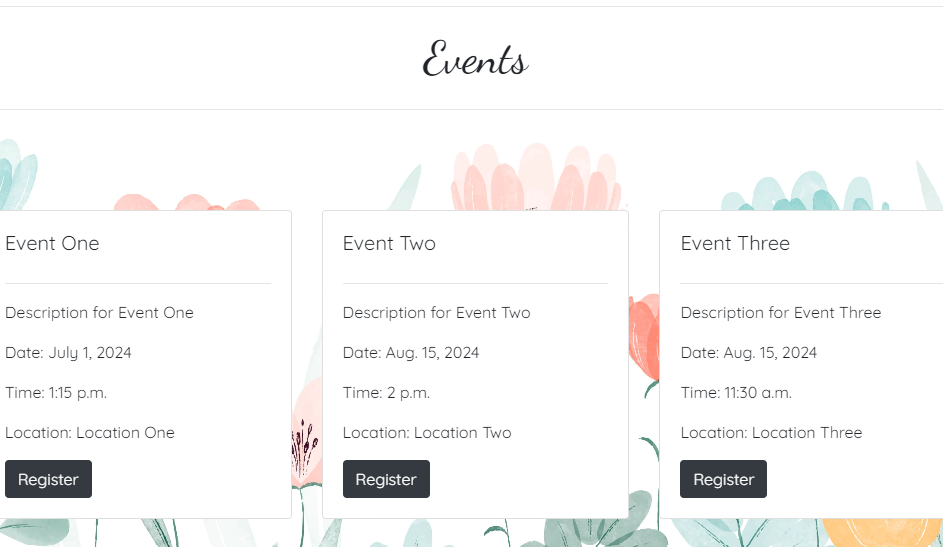 Events
Event One
Description for Event One
Date: July 1, 2024
Time: 1:15 p.m.
Location: Location One
Register
Event Two
Description for Event Two
Date: Aug. 15, 2024
Time: 2 p.m.
Location: Location Two
Register
Event Three
Description for Event Three
Date: Aug. 15, 2024
Time: 11:30 a.m.
Location: Location Three
Register